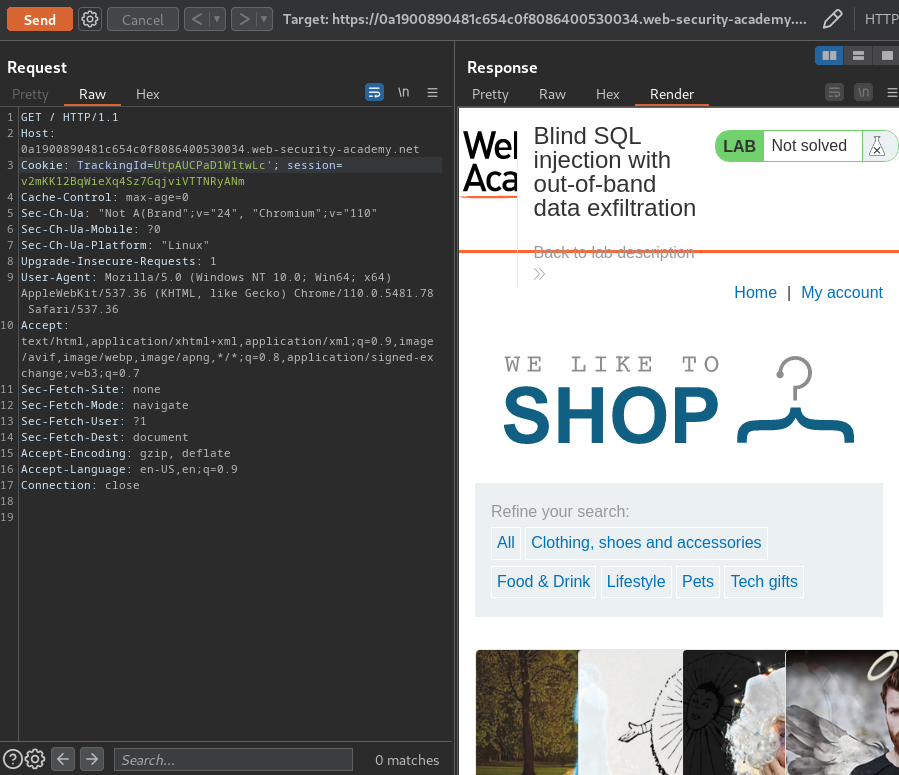 Send
Cancel
<
>
Target: https://0a1900890481c654c0f8086400530034.web-security-academy....
HTTP
Request
Pretty
Raw
Hex
\n
1 GET / HTTP/1.1
2 Host:
0a1900890481c654c0f8086400530034.web-security-academy.net
3 Cookie: TrackingId=UtpAUCPaD1W1twLc'; session=
v2mKK12BqWieXq4Sz7GqjviVTTNRyANm
4 Cache-Control: max-age=0
5 Sec-Ch-Ua: "Not A(Brand";v="24", "Chromium";v="110"
6 Sec-Ch-Ua-Mobile: ?0
7 Sec-Ch-Ua-Platform: "Linux"
8 Upgrade-Insecure-Requests: 1
9 User-Agent: Mozilla/5.0 (Windows NT 10.0; Win64; x64)
AppleWebKit/537.36 (KHTML, like Gecko) Chrome/110.0.5481.78
Safari/537.36
10 Accept:
text/html,application/xhtml+xml,application/xml;q=0.9,image
/avif,image/webp,image/apng,*/*;q=0.8,application/signed-ex
change;v=b3;q=0.7
11 Sec-Fetch-Site: none
12 Sec-Fetch-Mode: navigate
13 Sec-Fetch-User: ?1
14 Sec-Fetch-Dest: document
15 Accept-Encoding: gzip, deflate
16 Accept-Language: en-US,en;q=0.9
17 Connection: close
18
19
Search...
0 matches
Response
Pretty
Raw
Hex
Render
\n
Wel
Aca
Blind SQL
injection with
out-of-band
data exfiltration
Back to lab description
LAB Not solved
Home | My account
WE LIKE TO
SHOP
Refine your search:
All Clothing, shoes and accessories
Food & Drink Lifestyle Pets Tech gifts